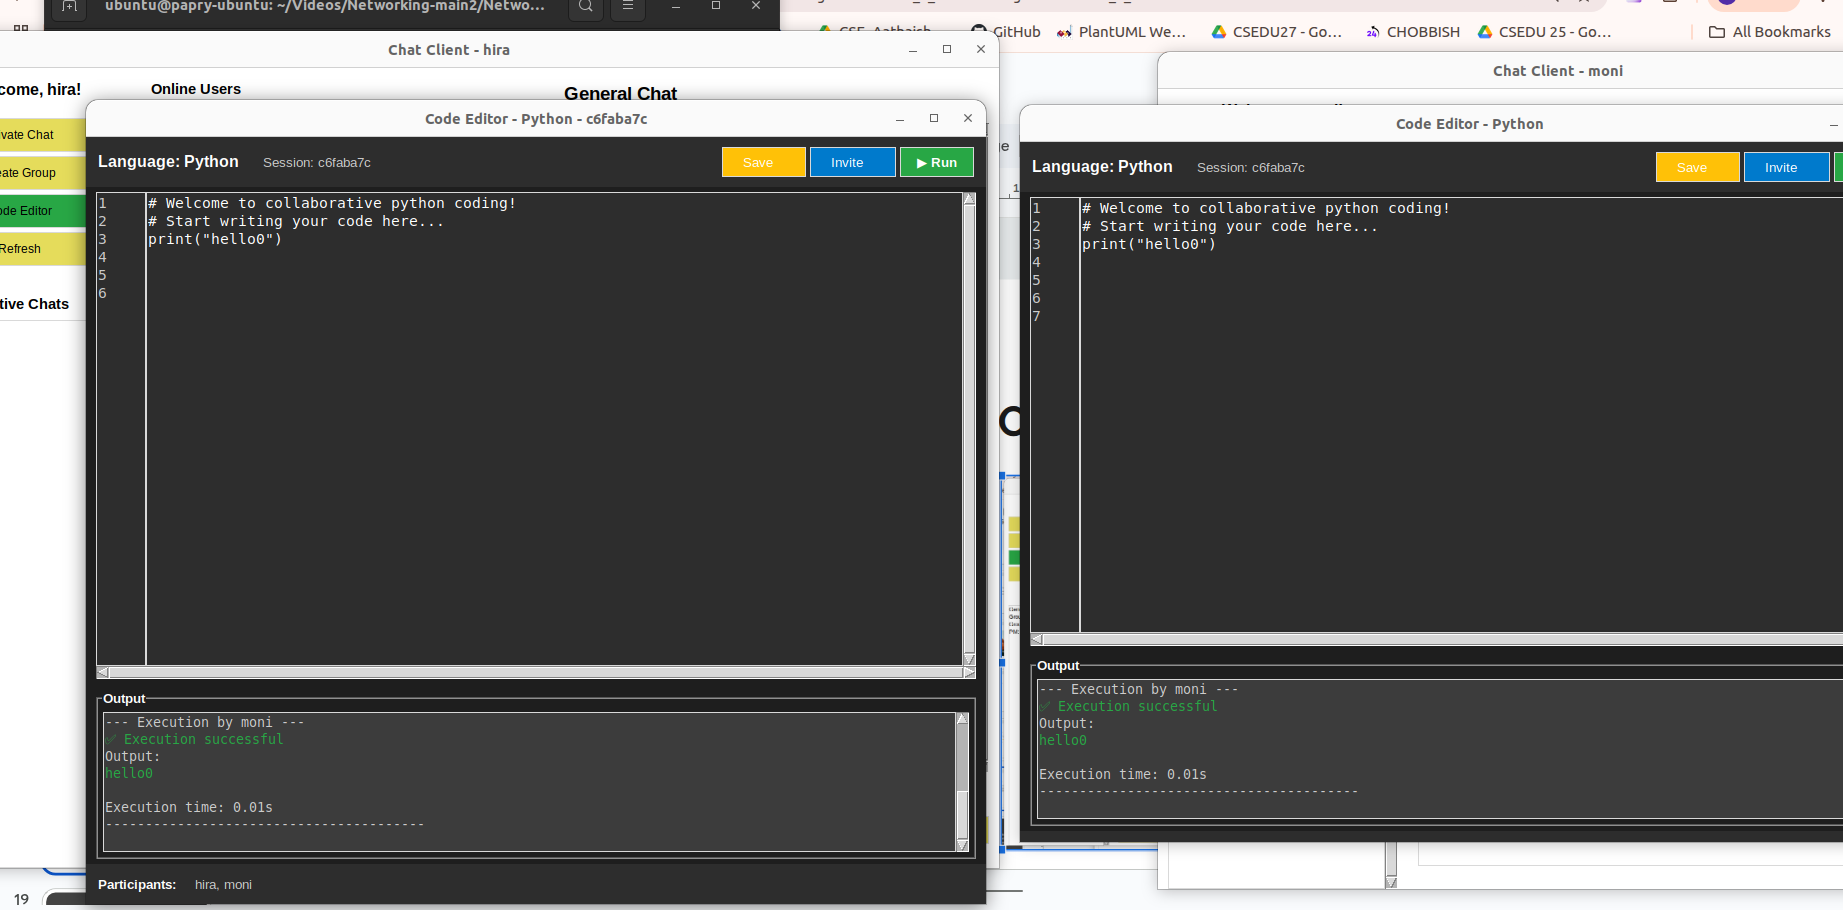 ubuntu@papry-ubuntu: ~/Videos/Networking-main2/Netwo...
GitHub
PlantUML We...
CSEDU27 - Go...
CHOBBISH
CSEDU 25 - Go...
All Bookmarks
Chat Client - hira
come, hira!
Online Users
General Chat
vate Chat
eate Group
ode Editor
Refresh
tive Chats
Code Editor - Python - c6faba7c
Language: Python
Session: c6faba7c
Save
Invite
▶ Run
1 # Welcome to collaborative python coding!
2 # Start writing your code here...
3 print("hello0")
4
5
6
Output
--- Execution by moni ---
✅ Execution successful
Output:
hello0
Execution time: 0.01s
----------------------------------------
Participants: hira, moni
19
Chat Client - moni
Code Editor - Python
Language: Python
Session: c6faba7c
Save
Invite
1 # Welcome to collaborative python coding!
2 # Start writing your code here...
3 print("hello0")
4
5
6
7
Output
--- Execution by moni ---
✅ Execution successful
Output:
hello0
Execution time: 0.01s
----------------------------------------